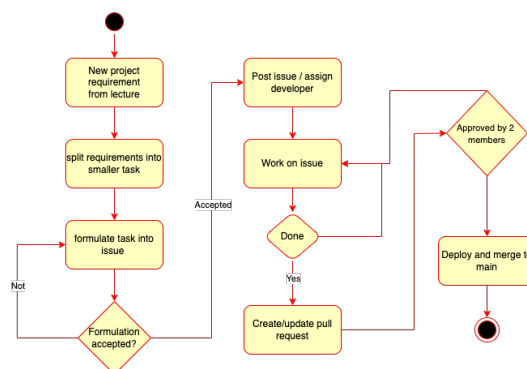 New project
requirement
from lecture
split requirements into
smaller task
formulate task into
issue
Not
Formulation
accepted?
Accepted
Post issue / assign
developer
Work on issue
Done
Yes
Create/update pull
request
Approved by 2
members
Deploy and merge to
main